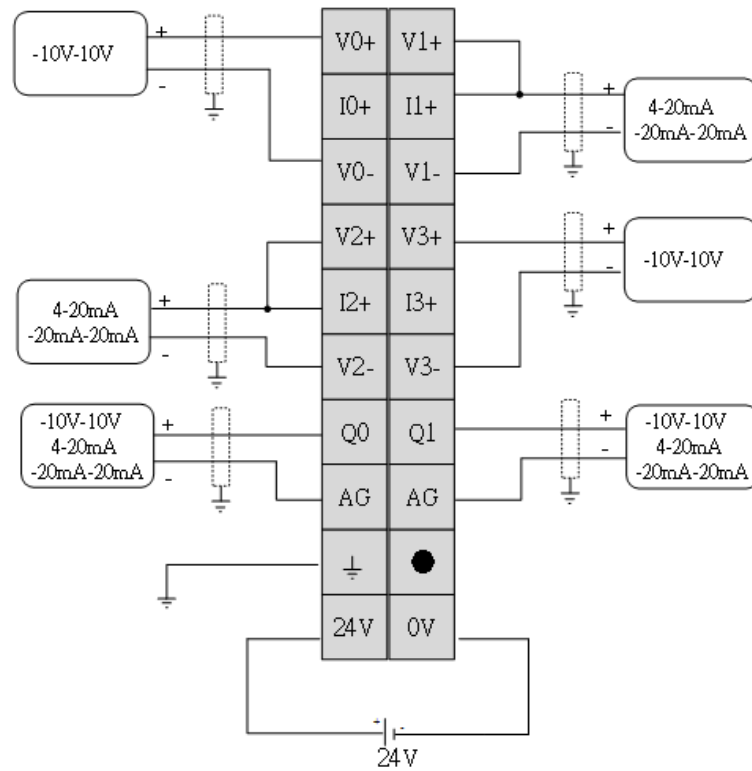 -10V-10V
+
-
V0+ V1+
I0+ I1+
V0- V1-
+
-
4-20mA
-20mA-20mA
V2+ V3+
+
-
-10V-10V
4-20mA
-20mA-20mA
+
-
I2+ I3+
V2- V3-
-10V-10V
4-20mA
-20mA-20mA
+
-
Q0 Q1
+
-
-10V-10V
4-20mA
-20mA-20mA
AG AG
24V 0V
+ -
24V